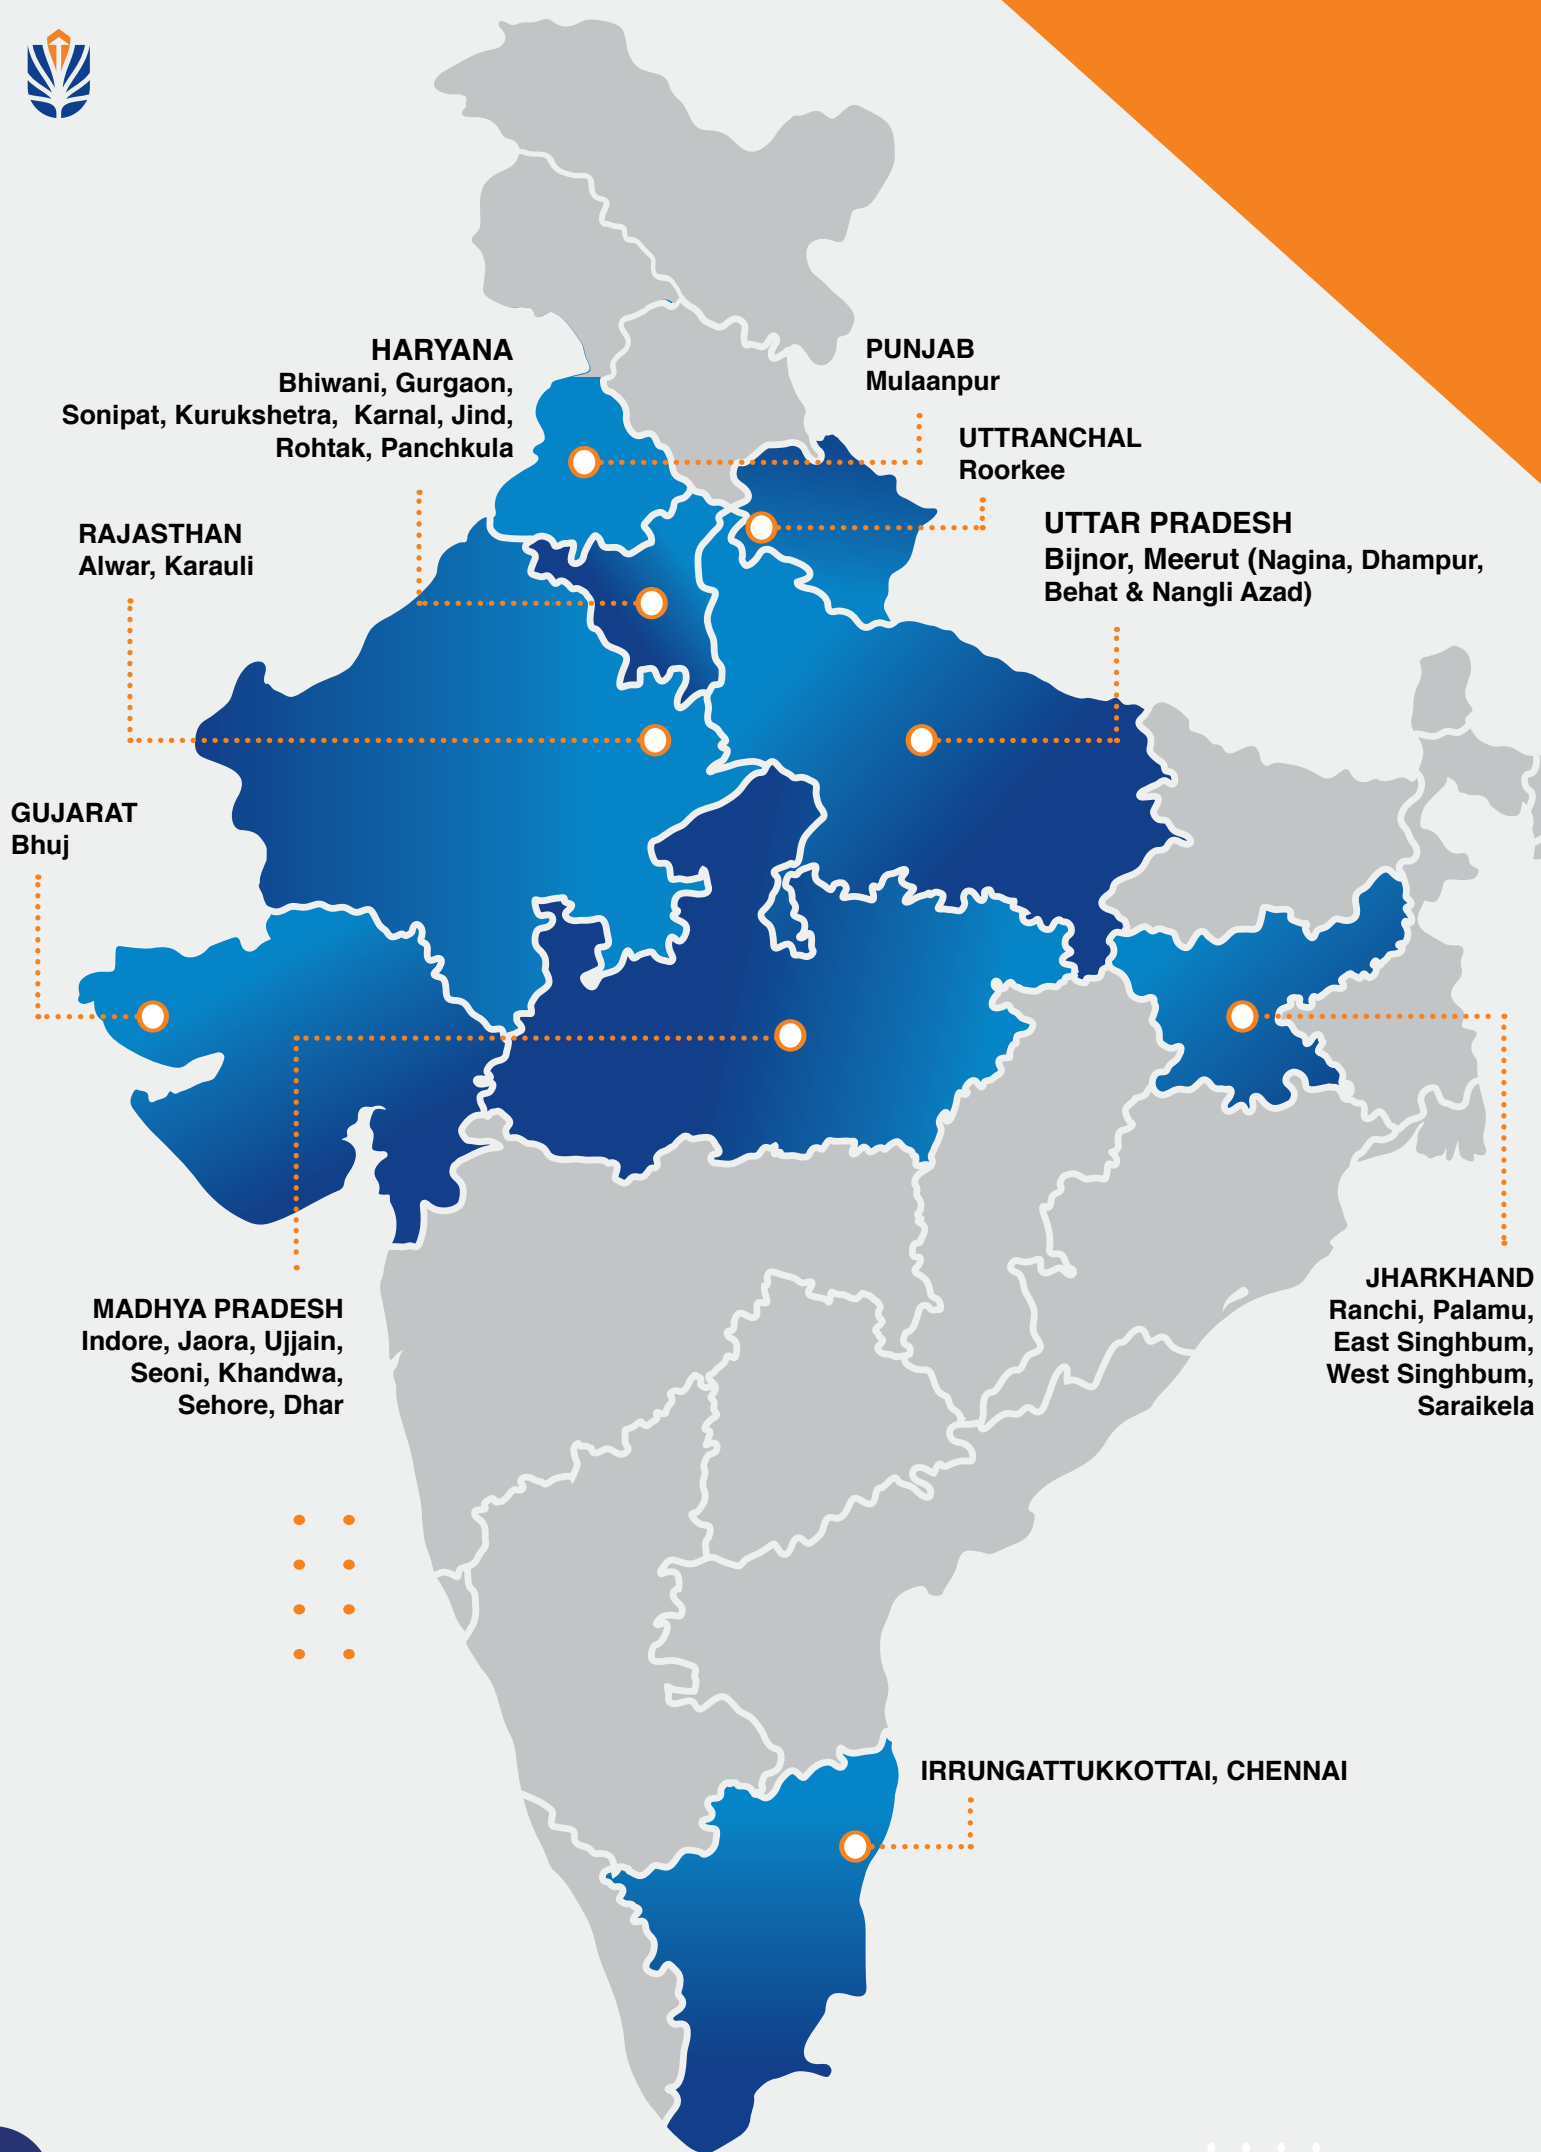 HARYANA
Bhiwani, Gurgaon,
Sonipat, Kurukshetra, Karnal, Jind,
Rohtak, Panchkula
PUNJAB
Mulaanpur
UTTRANCHAL
Roorkee
UTTAR PRADESH
Bijnor, Meerut (Nagina, Dhampur,
Behat & Nangli Azad)
RAJASTHAN
Alwar, Karauli
GUJARAT
Bhuj
MADHYA PRADESH
Indore, Jaora, Ujjain,
Seoni, Khandwa,
Sehore, Dhar
JHARKHAND
Ranchi, Palamu,
East Singhbum,
West Singhbum,
Saraikela
IRRUNGATTUKKOTTAI, CHENNAI